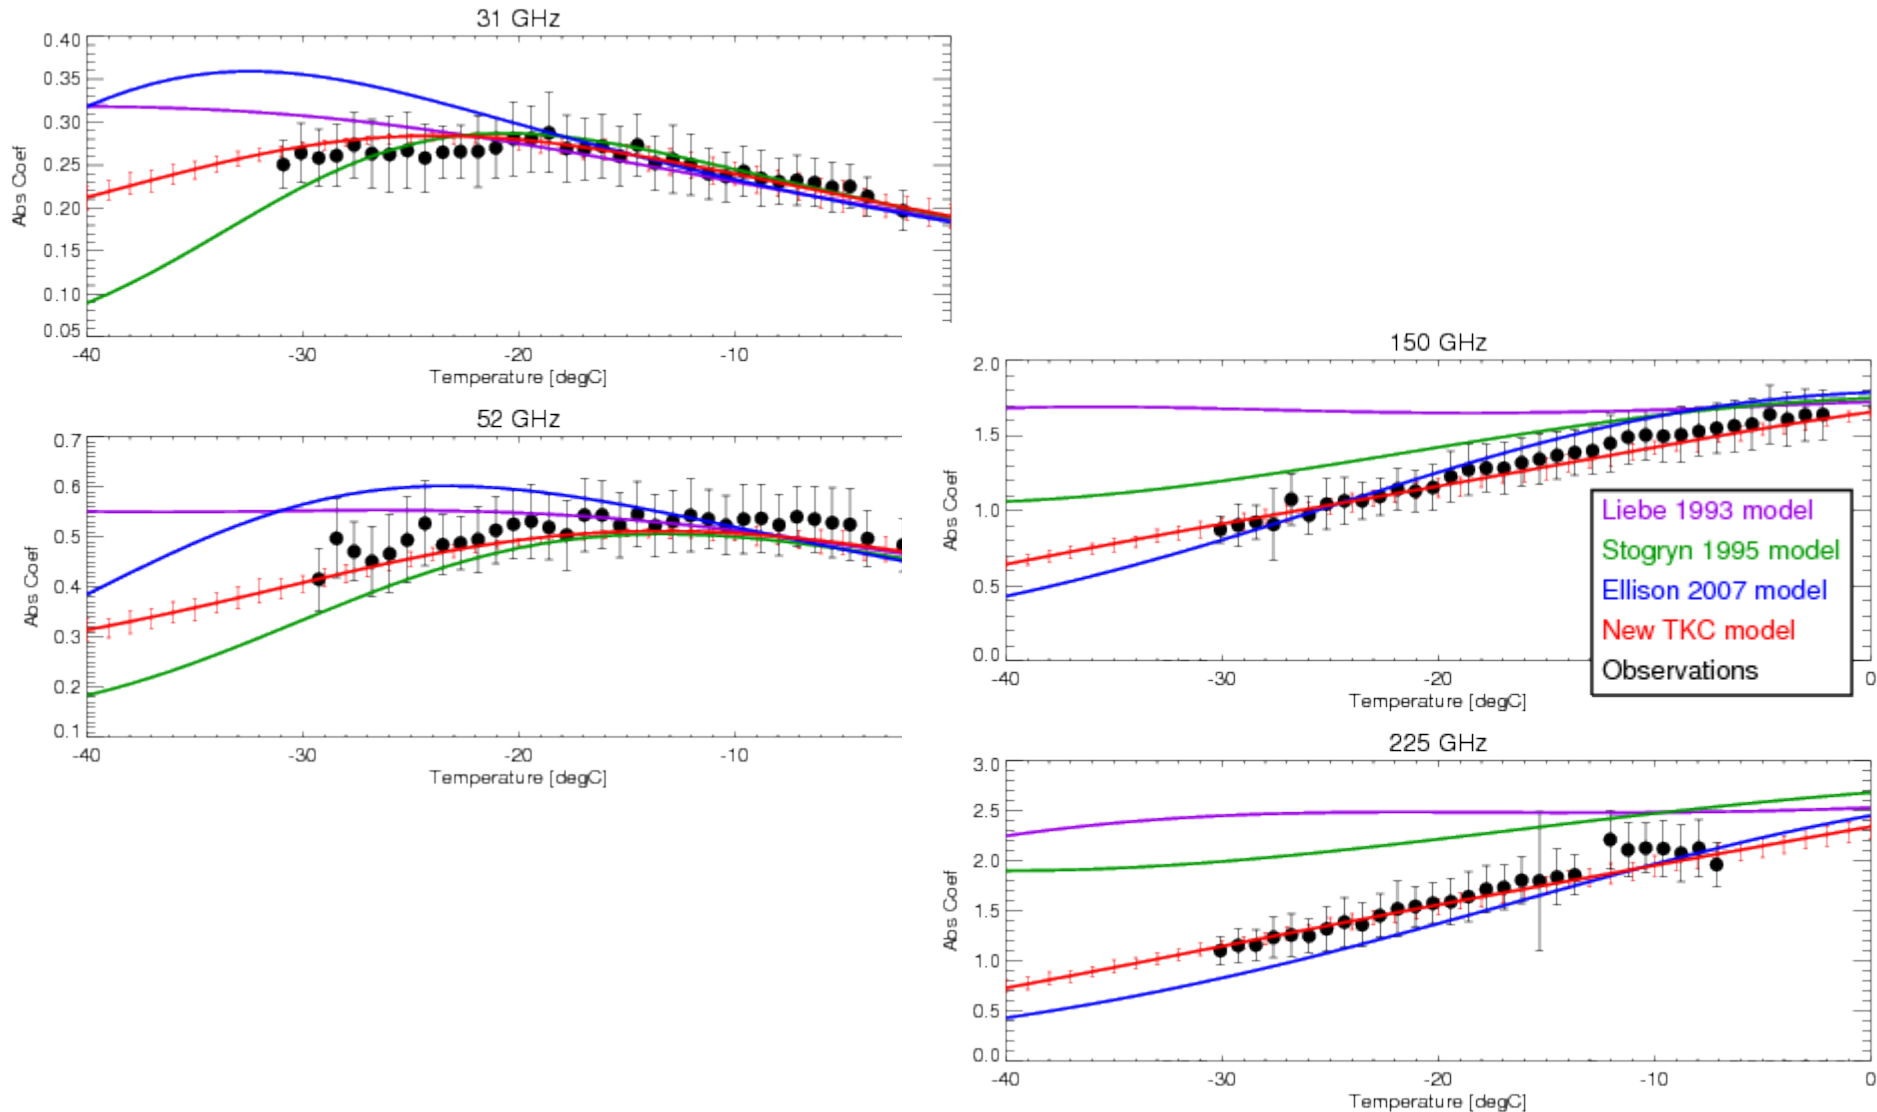 31 GHz
0.40
0.35
0.30
0.25
0.20
0.15
0.10
0.05
Abs Coef
-40 -30 -20 -10
Temperature [degC]
52 GHz
0.7
0.6
0.5
0.4
0.3
0.2
0.1
Abs Coef
-40 -30 -20 -10
Temperature [degC]
150 GHz
2.0
1.5
1.0
0.5
0.0
Abs Coef
-40 -30 -20 0
Temperature [degC]
Liebe 1993 model
Stogryn 1995 model
Ellison 2007 model
New TKC model
Observations
225 GHz
3.0
2.5
2.0
1.5
1.0
0.5
0.0
Abs Coef
-40 -30 -20 -10 0
Temperature [degC]